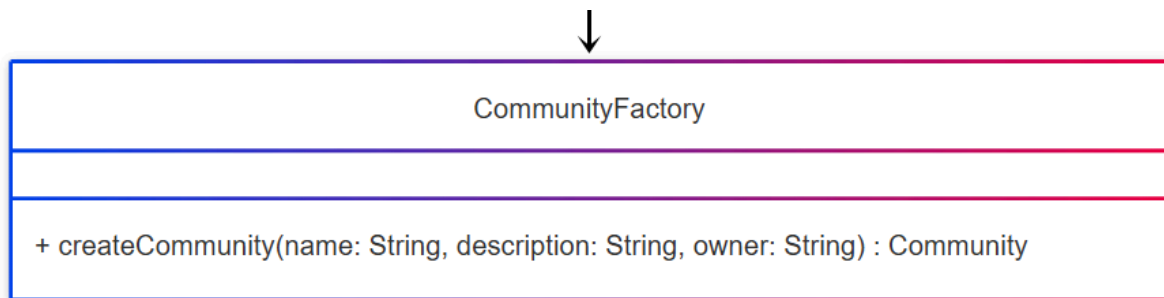 CommunityFactory
+ createCommunity(name: String, description: String, owner: String) : Community